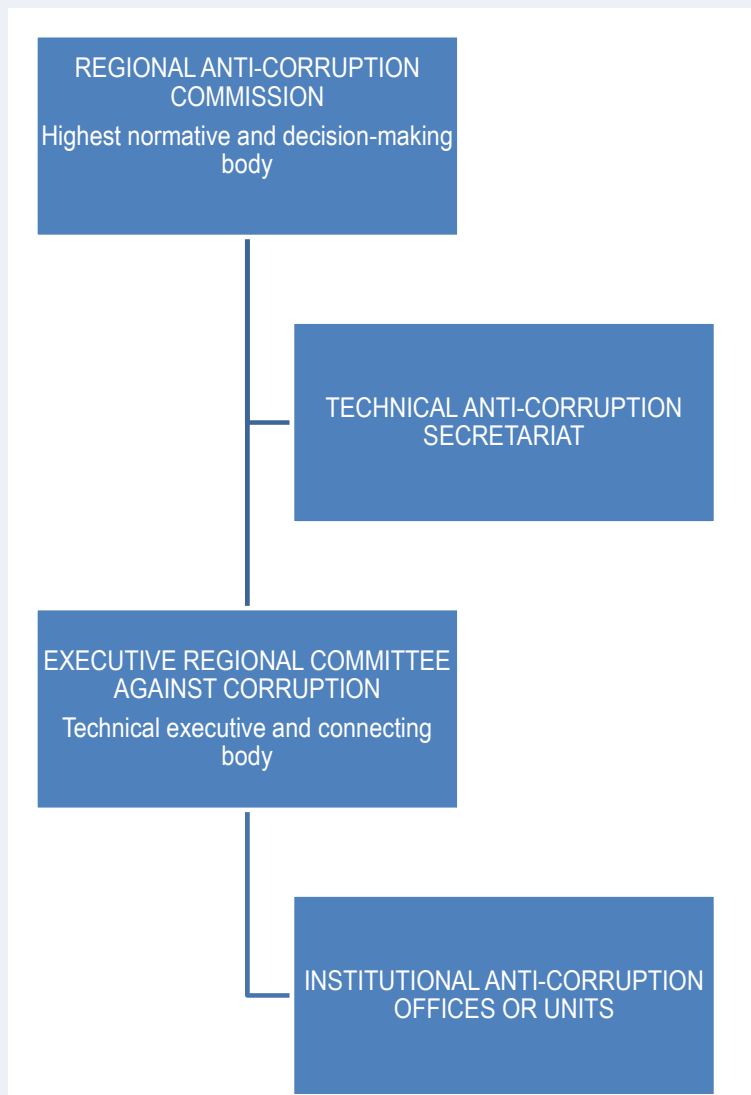 REGIONAL ANTI-CORRUPTION
COMMISSION
Highest normative and decision-making
body
TECHNICAL ANTI-CORRUPTION
SECRETARIAT
EXECUTIVE REGIONAL COMMITTEE
AGAINST CORRUPTION
Technical executive and connecting
body
INSTITUTIONAL ANTI-CORRUPTION
OFFICES OR UNITS